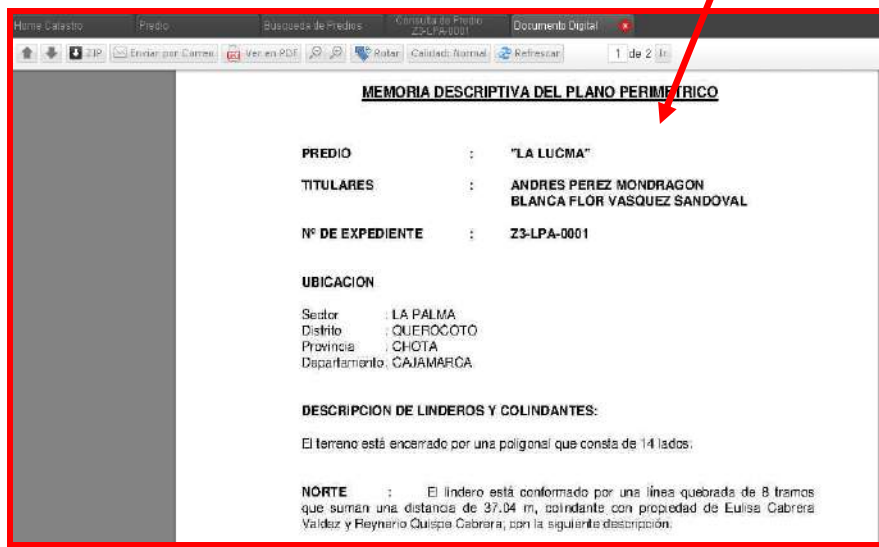 Home Catastro Predio Busqueda de Predios Consulta de Predio Z3-LPA-0001 Documento Digital
ZIP Enviar por Correo Ver en PDF Rotar Calidad: Normal Refrescar 1 de 2 Ir
MEMORIA DESCRIPTIVA DEL PLANO PERIMETRICO
PREDIO : "LA LUCMA"
TITULARES : ANDRES PEREZ MONDRAGON
BLANCA FLOR VASQUEZ SANDOVAL
Nº DE EXPEDIENTE : Z3-LPA-0001
UBICACION
Sector : LA PALMA
Distrito : QUEROCOTO
Provincia : CHOTA
Departamento : CAJAMARCA
DESCRIPCION DE LINDEROS Y COLINDANTES:
El terreno está encerrado por una poligonal que consta de 14 lados:
NORTE : El lindero está conformado por una línea quebrada de 8 tramos
que suman una distancia de 37.04 m, colindante con propiedad de Eulisa Cabrera
Valdez y Reynerio Quispe Cabrera; con la siguiente descripción: